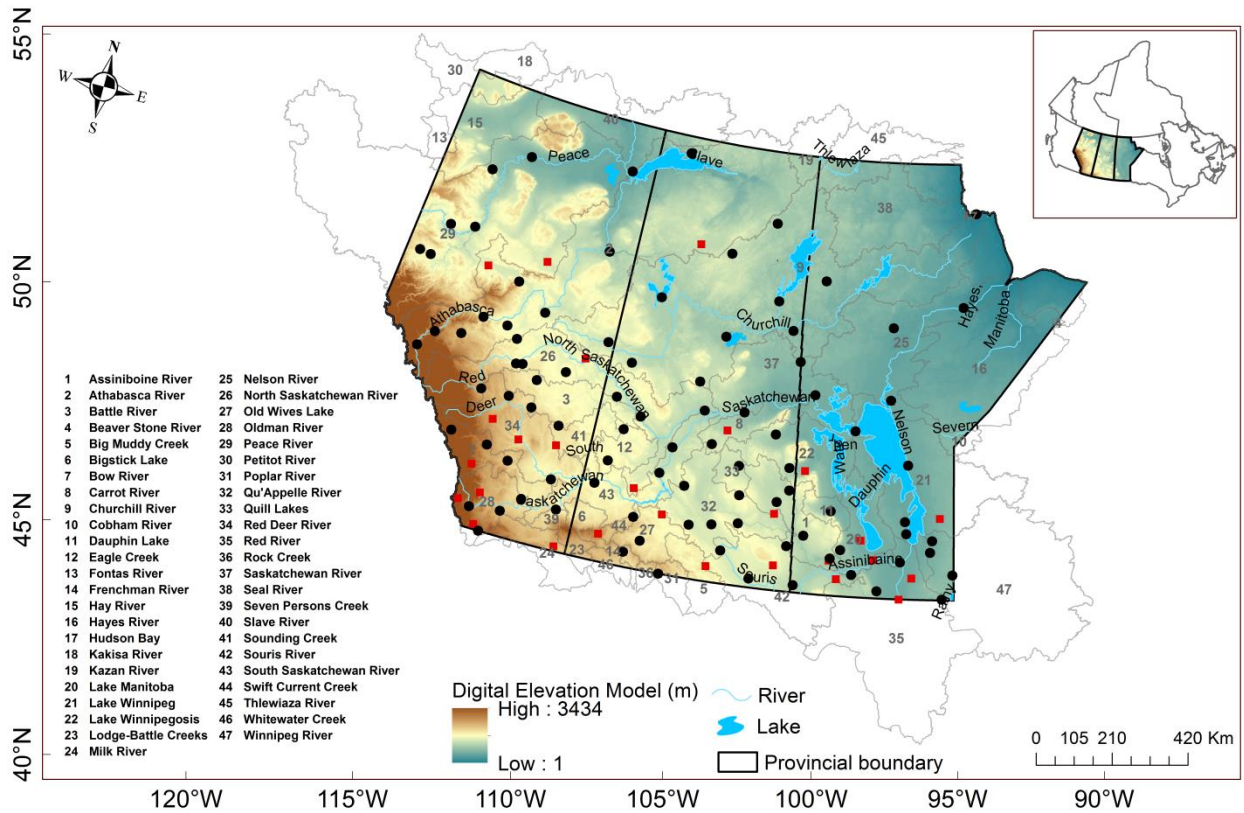 55°N
50°N
45°N
40°N
N
W
E
S
30
18
13
15
40
45
Peace
Slave
19
Thlewiaza
38
29
2
9
Athabasca
Churchill
25
Hayes,
Manitoba
16
26
North Saskatchewan
37
Red
Deer
3
Saskatchewan
8
Nelson
Severn
10
34
41
South
12
22
Dauphin
21
33
Saskatchewan
43
32
28
39
6
44
27
1
11
20
Assiniboine
24
23
14
46
36
31
Souris
5
42
Rainy
47
35
1 Assiniboine River
2 Athabasca River
3 Battle River
4 Beaver Stone River
5 Big Muddy Creek
6 Bigstick Lake
7 Bow River
8 Carrot River
9 Churchill River
10 Cobham River
11 Dauphin Lake
12 Eagle Creek
13 Fontas River
14 Frenchman River
15 Hay River
16 Hayes River
17 Hudson Bay
18 Kakisa River
19 Kazan River
20 Lake Manitoba
21 Lake Winnipeg
22 Lake Winnipegosis
23 Lodge-Battle Creeks
24 Milk River
25 Nelson River
26 North Saskatchewan River
27 Old Wives Lake
28 Oldman River
29 Peace River
30 Petitot River
31 Poplar River
32 Qu'Appelle River
33 Quill Lakes
34 Red Deer River
35 Red River
36 Rock Creek
37 Saskatchewan River
38 Seal River
39 Seven Persons Creek
40 Slave River
41 Sounding Creek
42 Souris River
43 South Saskatchewan River
44 Swift Current Creek
45 Thlewiaza River
46 Whitewater Creek
47 Winnipeg River
Digital Elevation Model (m)
High : 3434
Low : 1
River
Lake
Provincial boundary
0 105 210 420 Km
120°W 115°W 110°W 105°W 100°W 95°W 90°W